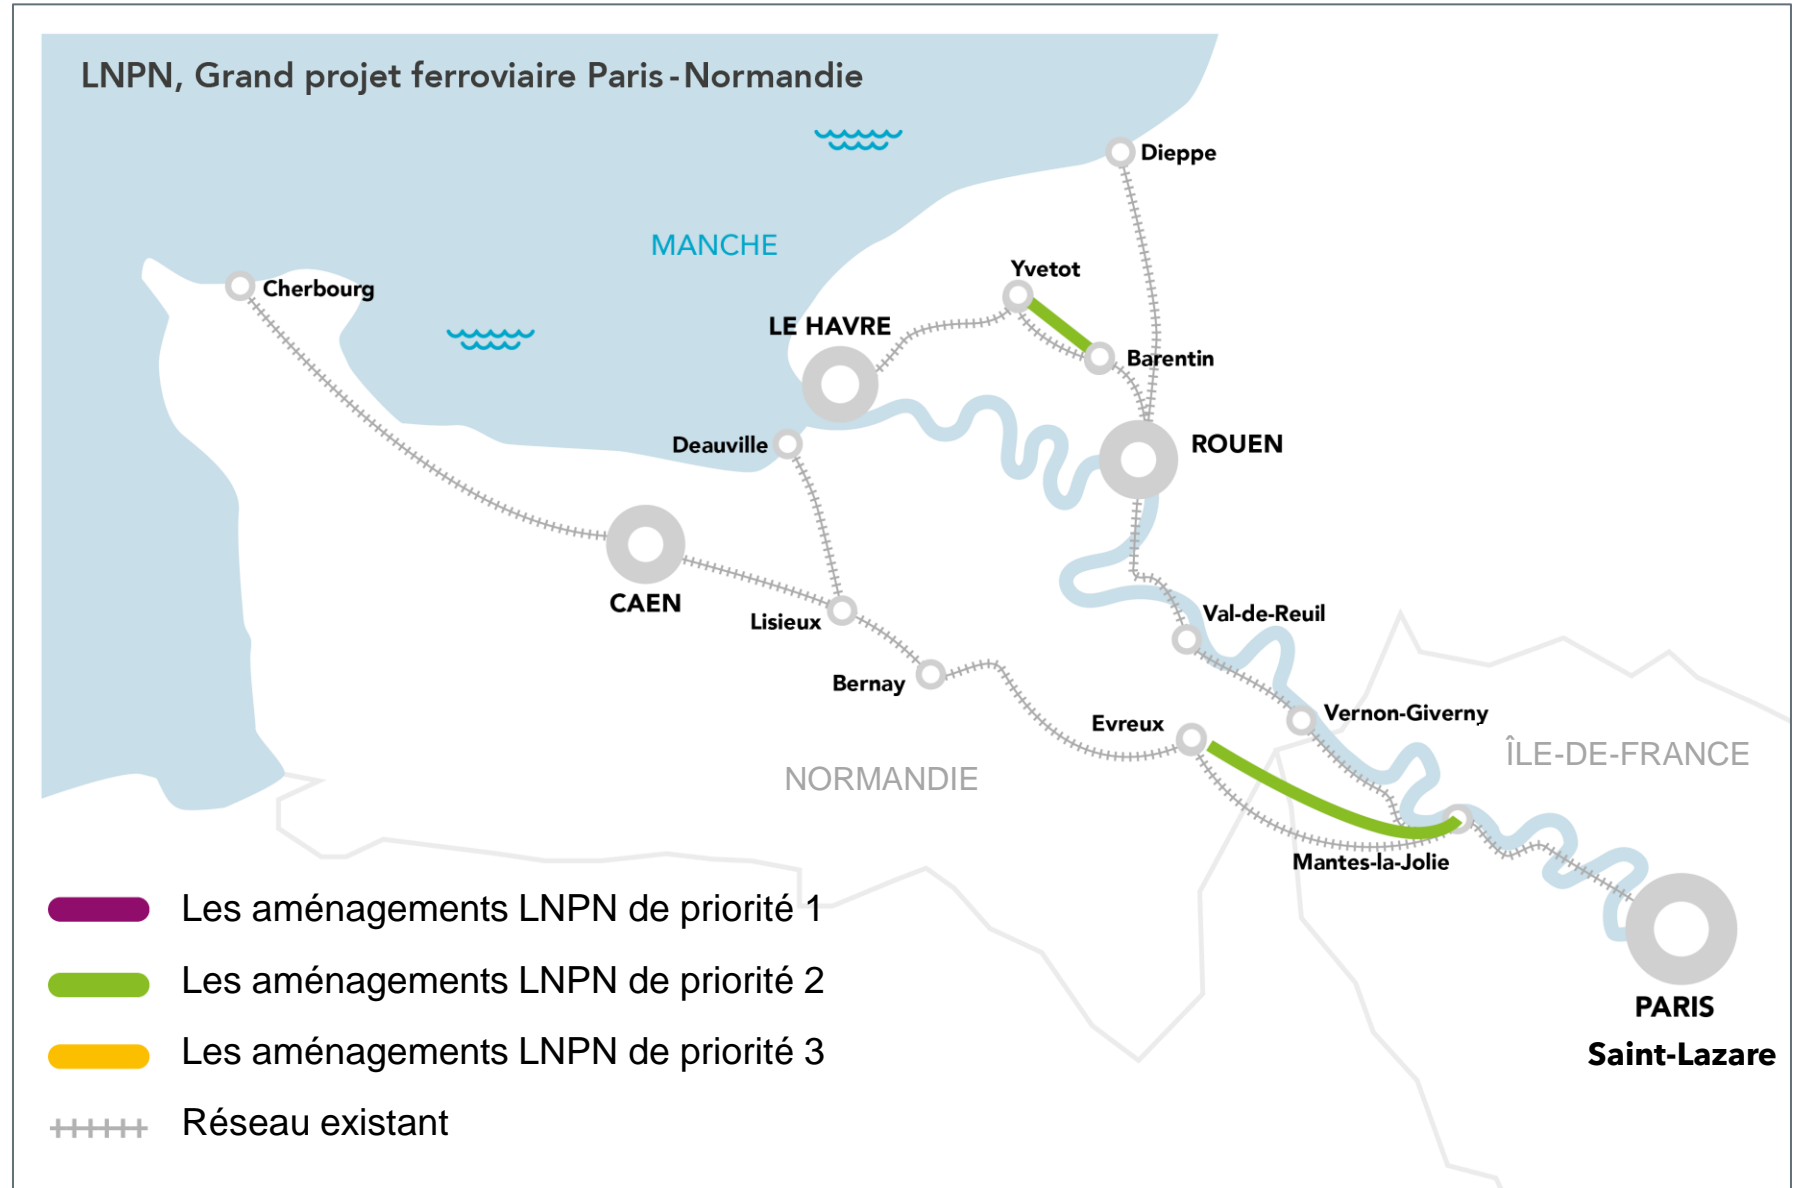 LNPN, Grand projet ferroviaire Paris-Normandie
Dieppe
MANCHE
Yvetot
Cherbourg
LE HAVRE
Barentin
Deauville
ROUEN
CAEN
Lisieux
Val-de-Reuil
Bernay
Evreux
Vernon-Giverny
ÎLE-DE-FRANCE
NORMANDIE
Mantes-la-Jolie
Les aménagements LNPN de priorité 1
Les aménagements LNPN de priorité 2
PARIS
Saint-Lazare
Les aménagements LNPN de priorité 3
Réseau existant